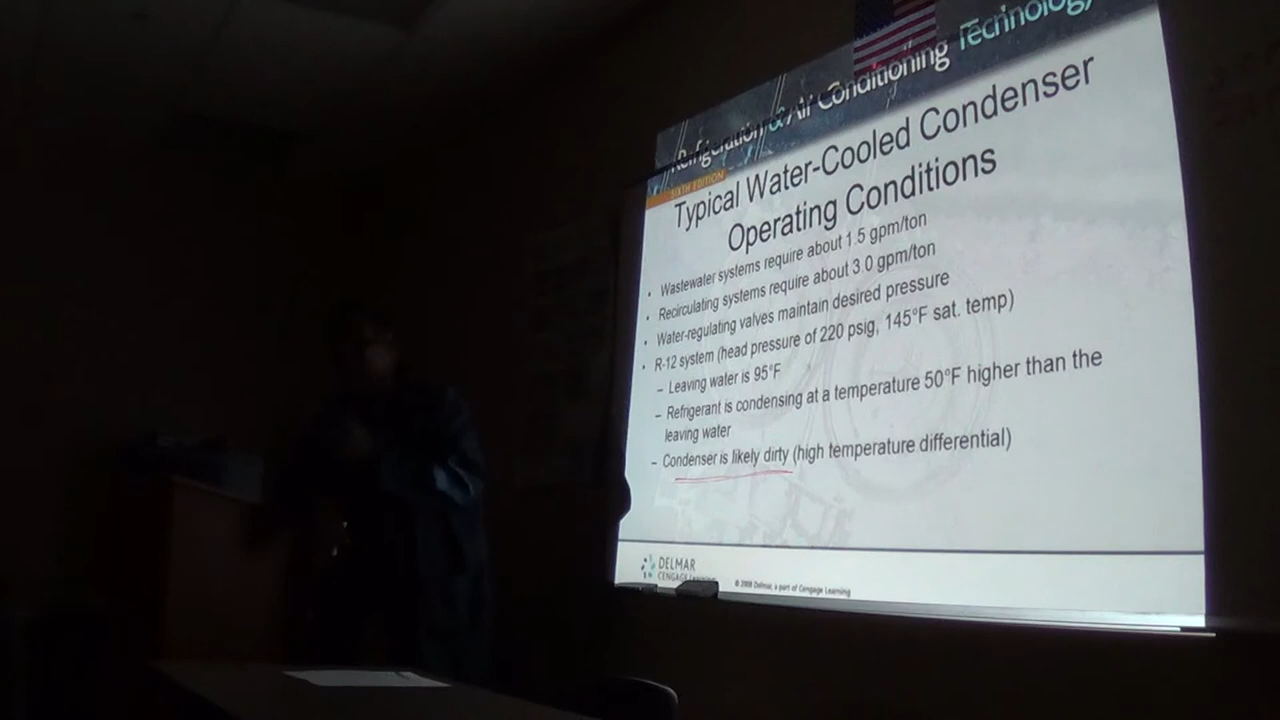 Refrigeration & Air Conditioning Technology
SIXTH EDITION
Typical Water-Cooled Condenser
Operating Conditions
• Wastewater systems require about 1.5 gpm/ton
• Recirculating systems require about 3.0 gpm/ton
• Water-regulating valves maintain desired pressure
• R-12 system (head pressure of 220 psig, 145°F sat. temp)
– Leaving water is 95°F
– Refrigerant is condensing at a temperature 50°F higher than the
leaving water
– Condenser is likely dirty (high temperature differential)
DELMAR
CENGAGE Learning
© 2009 Delmar, a part of Cengage Learning